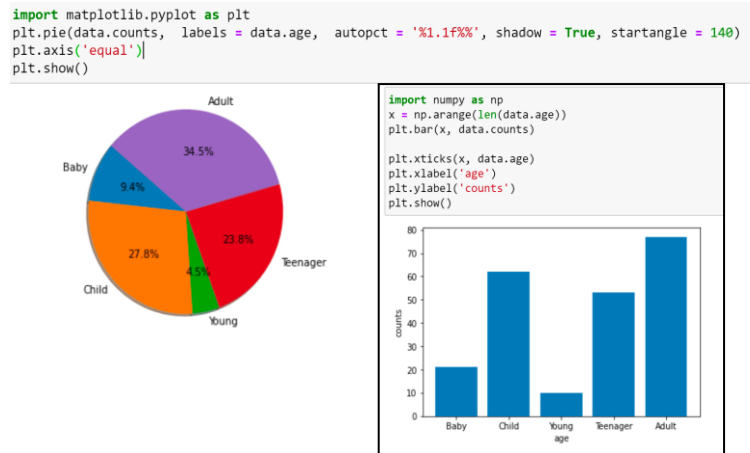 import matplotlib.pyplot as plt
plt.pie(data.counts,  labels = data.age,  autopct = '%1.1f%%', shadow = True, startangle = 140)
plt.axis('equal')
plt.show()
Adult
34.5%
Baby
9.4%
23.8%
27.8%
4.5%
Teenager
Child
Young
import numpy as np
x = np.arange(len(data.age))
plt.bar(x, data.counts)
plt.xticks(x, data.age)
plt.xlabel('age')
plt.ylabel('counts')
plt.show()
80
70
60
50
40
30
20
10
0
counts
Baby Child Young Teenager Adult
age